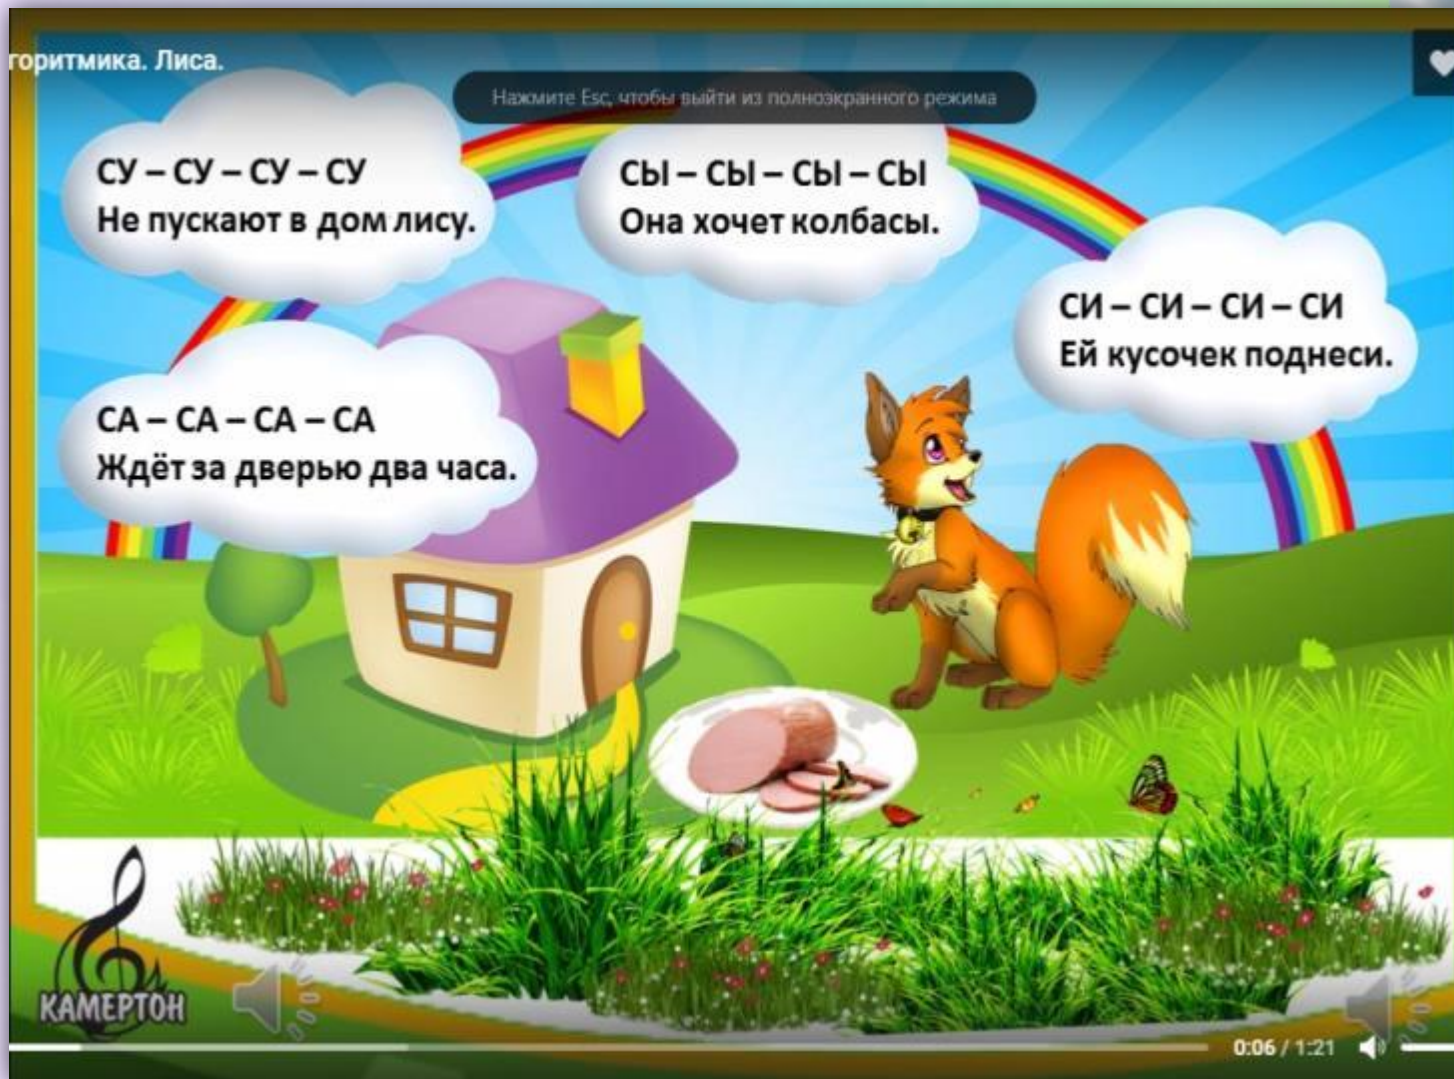 горитмика. Лиса.
Нажмите Esc, чтобы выйти из полноэкранного режима
СУ – СУ – СУ – СУ
Не пускают в дом лису.
СЫ – СЫ – СЫ – СЫ
Она хочет колбасы.
СИ – СИ – СИ – СИ
Ей кусочек поднеси.
СА – СА – СА – СА
Ждёт за дверью два часа.
КАМЕРТОН
0:06 / 1:21